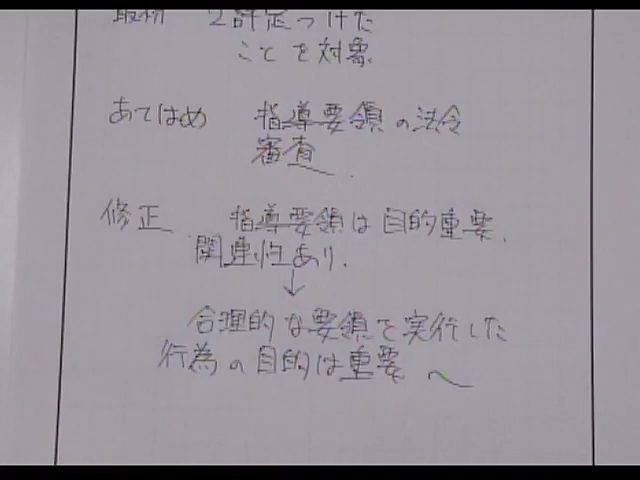 2評定つけた
ことを対象
あてはめ 指導要領の法令
審査
修正 指導要領は目的重要、
関連性あり.
↓
合理的な要領を実行した
行為の目的は重要 へ